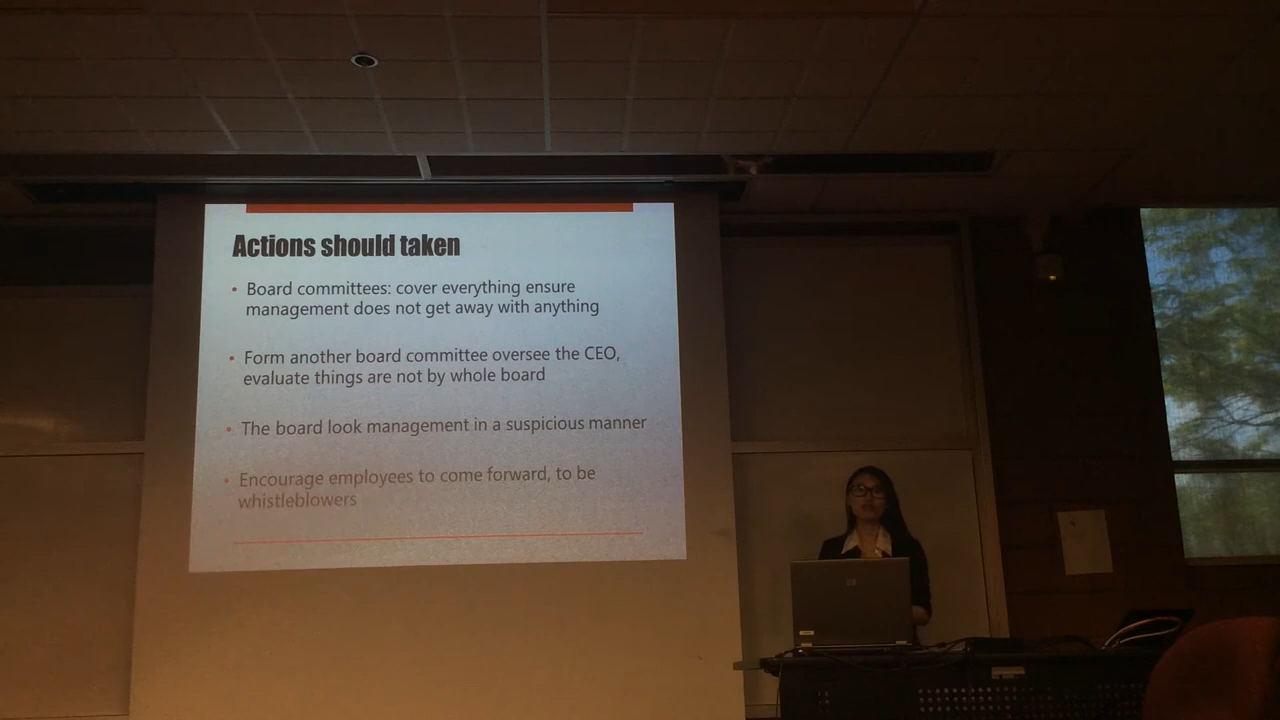 Actions should taken
• Board committees: cover everything ensure
management does not get away with anything
• Form another board committee oversee the CEO,
evaluate things are not by whole board
• The board look management in a suspicious manner
• Encourage employees to come forward, to be
whistleblowers